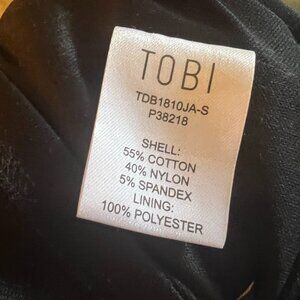 TOBI
TDB1810JA-S
P38218
SHELL:
55% COTTON
40% NYLON
5% SPANDEX
LINING:
100% POLYESTER